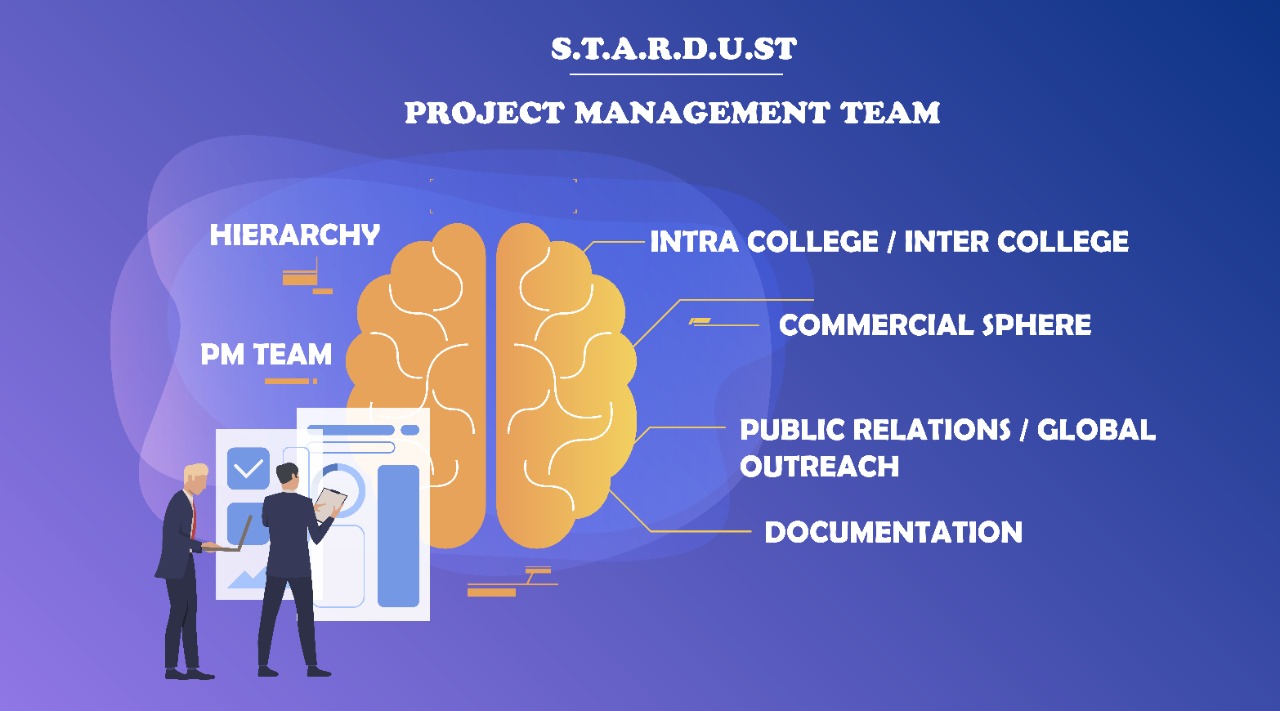 S.T.A.R.D.U.ST
PROJECT MANAGEMENT TEAM
HIERARCHY
PM TEAM
INTRA COLLEGE / INTER COLLEGE
COMMERCIAL SPHERE
PUBLIC RELATIONS / GLOBAL
OUTREACH
DOCUMENTATION